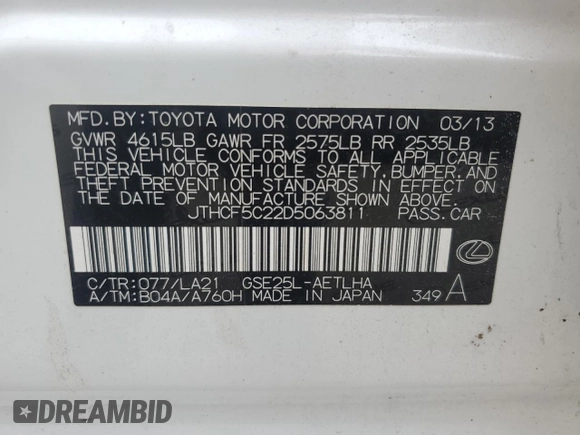 MFD.BY:TOYOTA MOTOR CORPORATION 03/13
GVWR 4615LB GAWR FR 2575LB RR 2535LB
THIS VEHICLE CONFORMS TO ALL APPLICABLE
FEDERAL MOTOR VEHICLE SAFETY,BUMPER,AND
THEFT PREVENTION STANDARDS IN EFFECT ON
THE DATE OF MANUFACTURE SHOWN ABOVE.
JTHCF5C22D5063811 PASS.CAR
C/TR:077/LA21 GSE25L-AETLHA
A/TM:B04A/A760H MADE IN JAPAN 349 A
DREAMBID